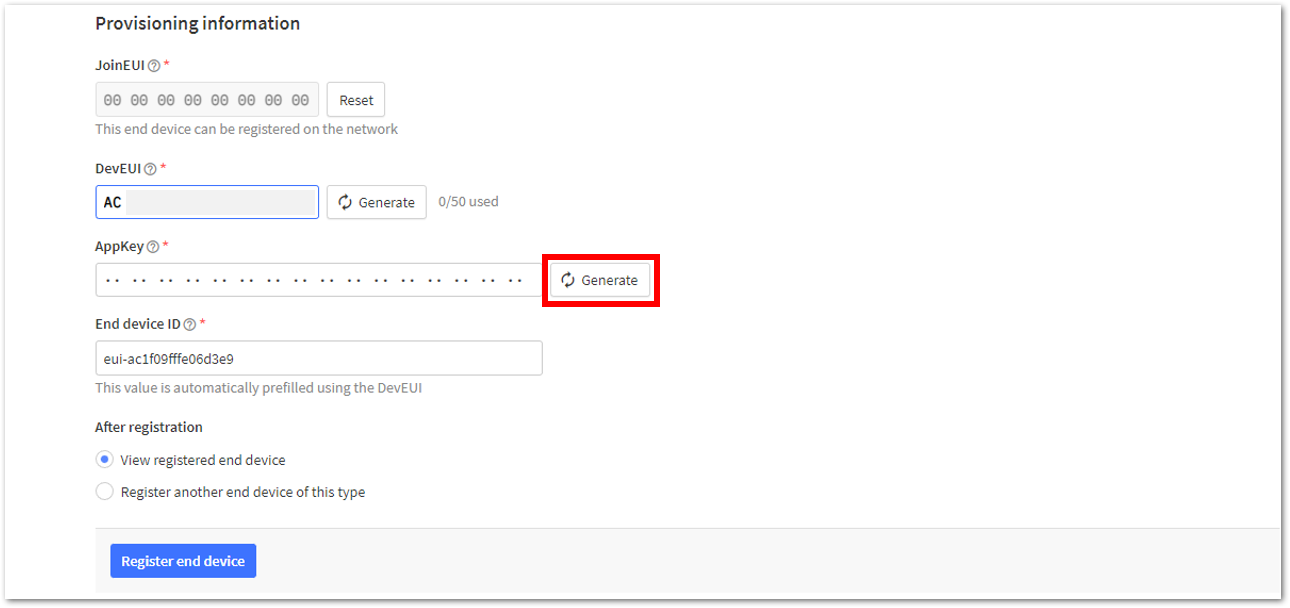 Provisioning information
JoinEUI *
00 00 00 00 00 00 00 00 Reset
This end device can be registered on the network
DevEUI *
AC Generate 0/50 used
AppKey *
·· ·· ·· ·· ·· ·· ·· ·· ·· ·· ·· ·· ·· ·· ·· ·· Generate
End device ID *
eui-ac1f09fffe06d3e9
This value is automatically prefilled using the DevEUI
After registration
View registered end device
Register another end device of this type
Register end device